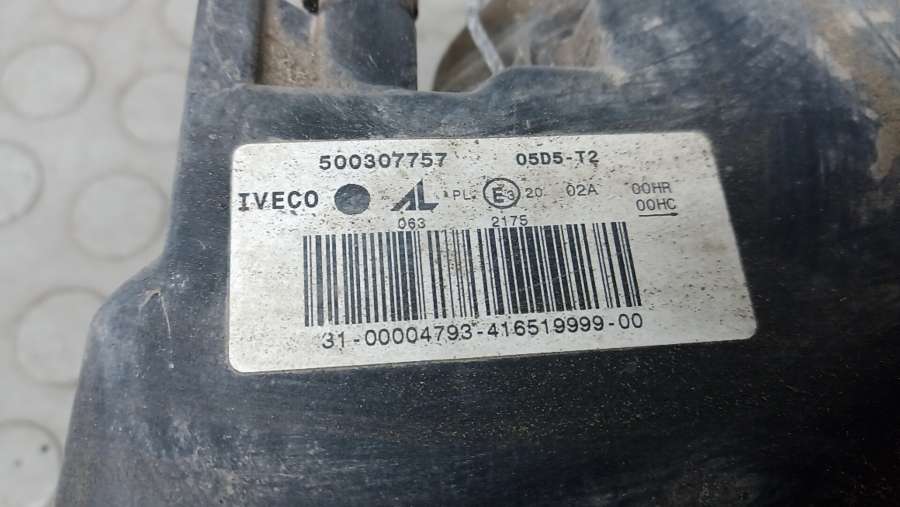 500307757 05D5-T2
IVECO AL PL E3 20 02A 00HR
00HC
063 2175
31-00004793-416519999-00